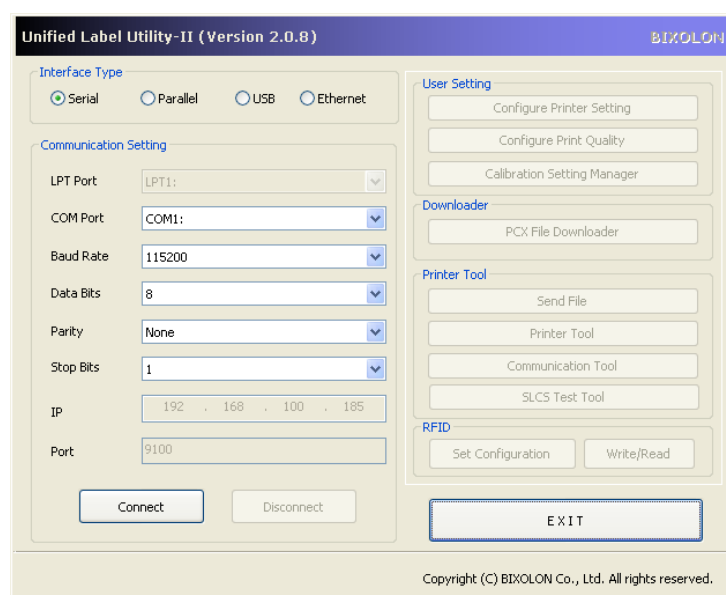 Unified Label Utility-II (Version 2.0.8)
BIXOLON
Interface Type
Serial
Parallel
USB
Ethernet
Communication Setting
LPT Port
LPT1:
COM Port
COM1:
Baud Rate
115200
Data Bits
8
Parity
None
Stop Bits
1
IP
192 . 168 . 100 . 185
Port
9100
Connect
Disconnect
User Setting
Configure Printer Setting
Configure Print Quality
Calibration Setting Manager
Downloader
PCX File Downloader
Printer Tool
Send File
Printer Tool
Communication Tool
SLCS Test Tool
RFID
Set Configuration
Write/Read
EXIT
Copyright (C) BIXOLON Co., Ltd. All rights reserved.